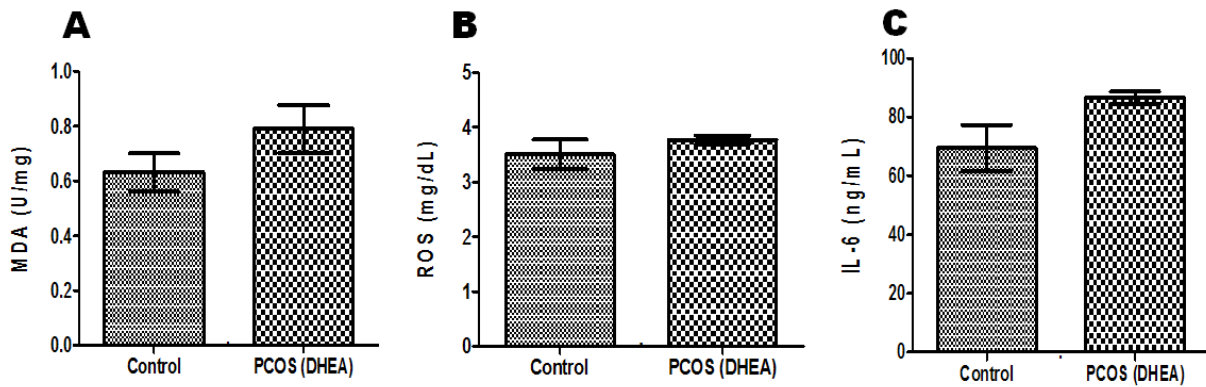 A
MDA (U/mg)
1.0
0.8
0.6
0.4
0.2
0.0
Control
PCOS (DHEA)
B
ROS (mg/dL)
5
4
3
2
1
0
Control
PCOS (DHEA)
C
IL-6 (ng/mL)
100
80
60
40
20
0
Control
PCOS (DHEA)